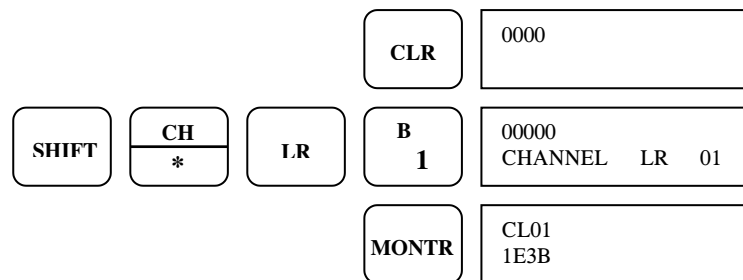 CLR
0000
SHIFT
CH
*
LR
B
1
00000
CHANNEL LR 01
MONTR
CL01
1E3B